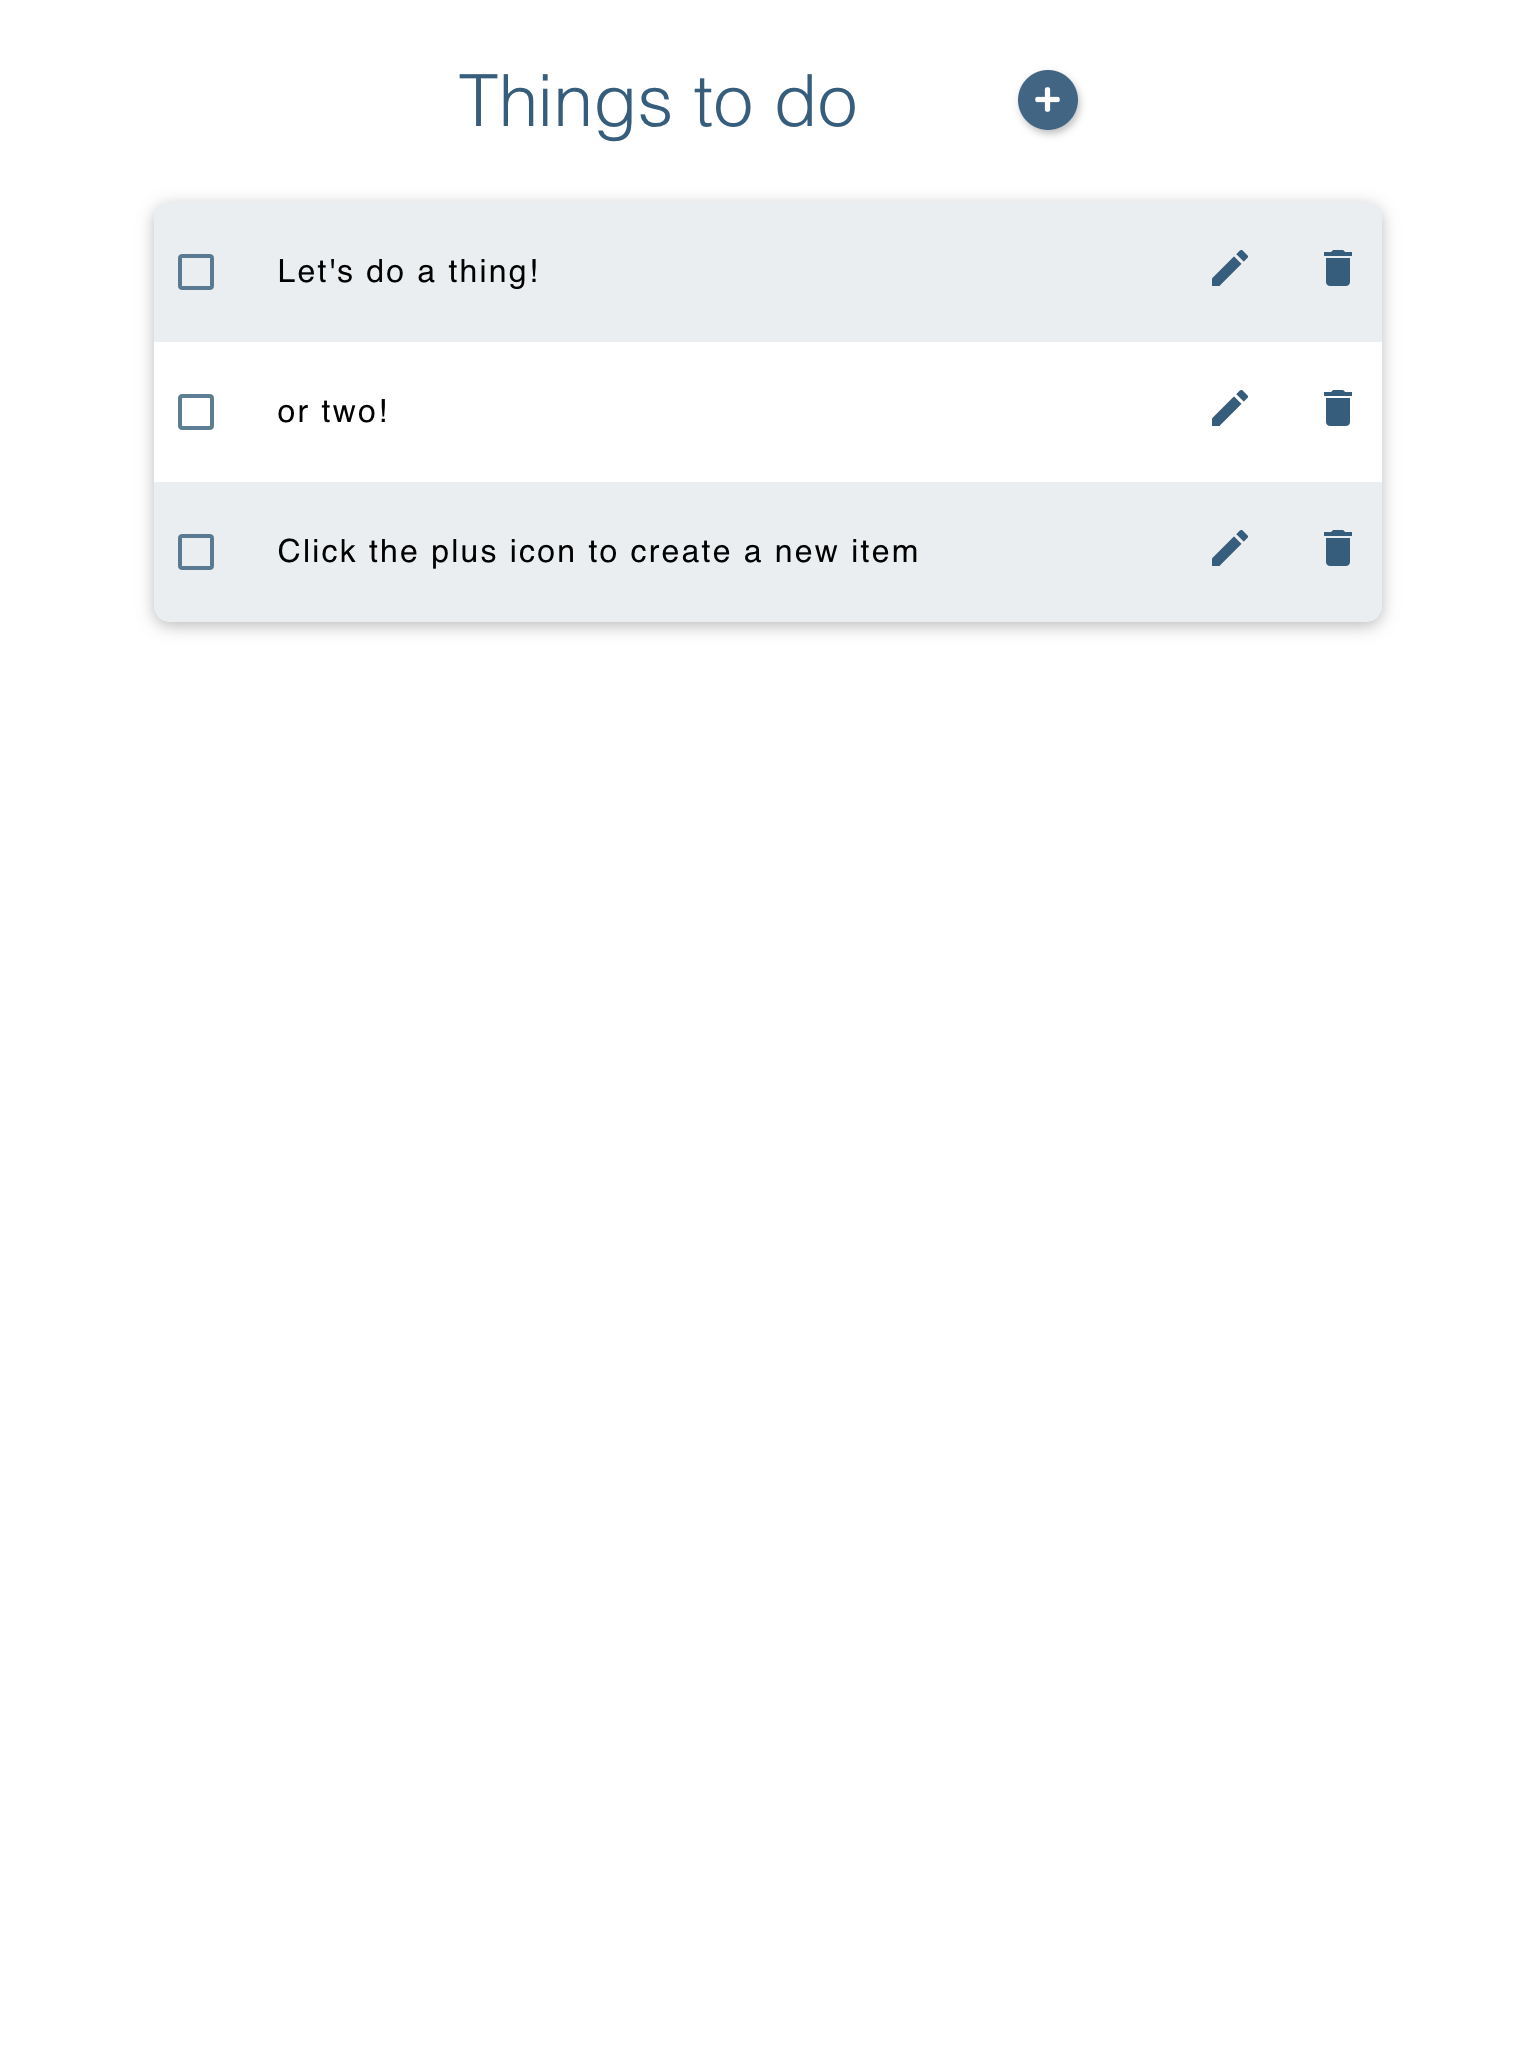 Things to do
Let's do a thing!
or two!
Click the plus icon to create a new item